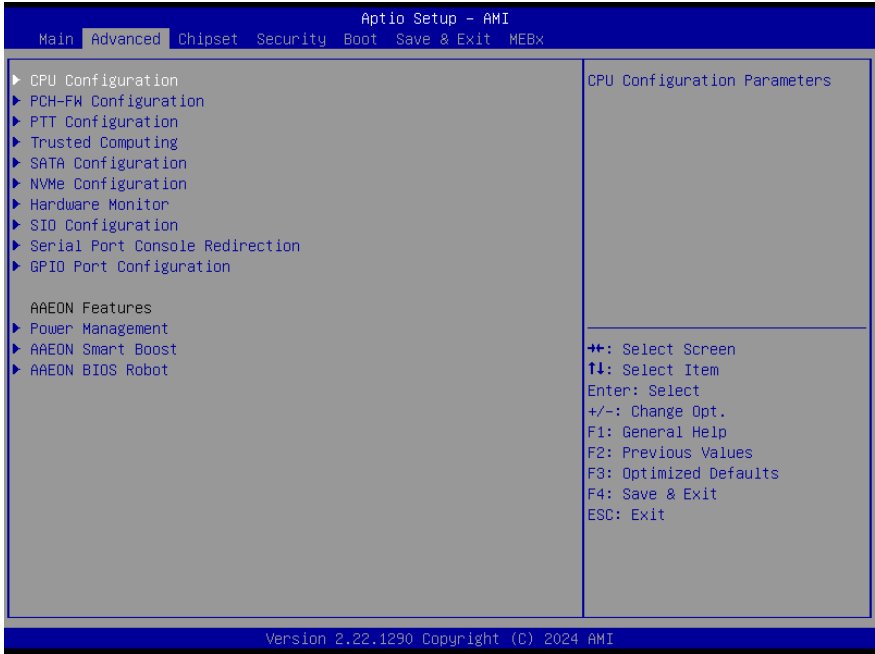 Aptio Setup - AMI
Main Advanced Chipset Security Boot Save & Exit MEBx
CPU Configuration
PCH-FW Configuration
PTT Configuration
Trusted Computing
SATA Configuration
NVMe Configuration
Hardware Monitor
SIO Configuration
Serial Port Console Redirection
GPIO Port Configuration
AAEON Features
Power Management
AAEON Smart Boost
AAEON BIOS Robot
CPU Configuration Parameters
→←: Select Screen
↑↓: Select Item
Enter: Select
+/-: Change Opt.
F1: General Help
F2: Previous Values
F3: Optimized Defaults
F4: Save & Exit
ESC: Exit
Version 2.22.1290 Copyright (C) 2024 AMI